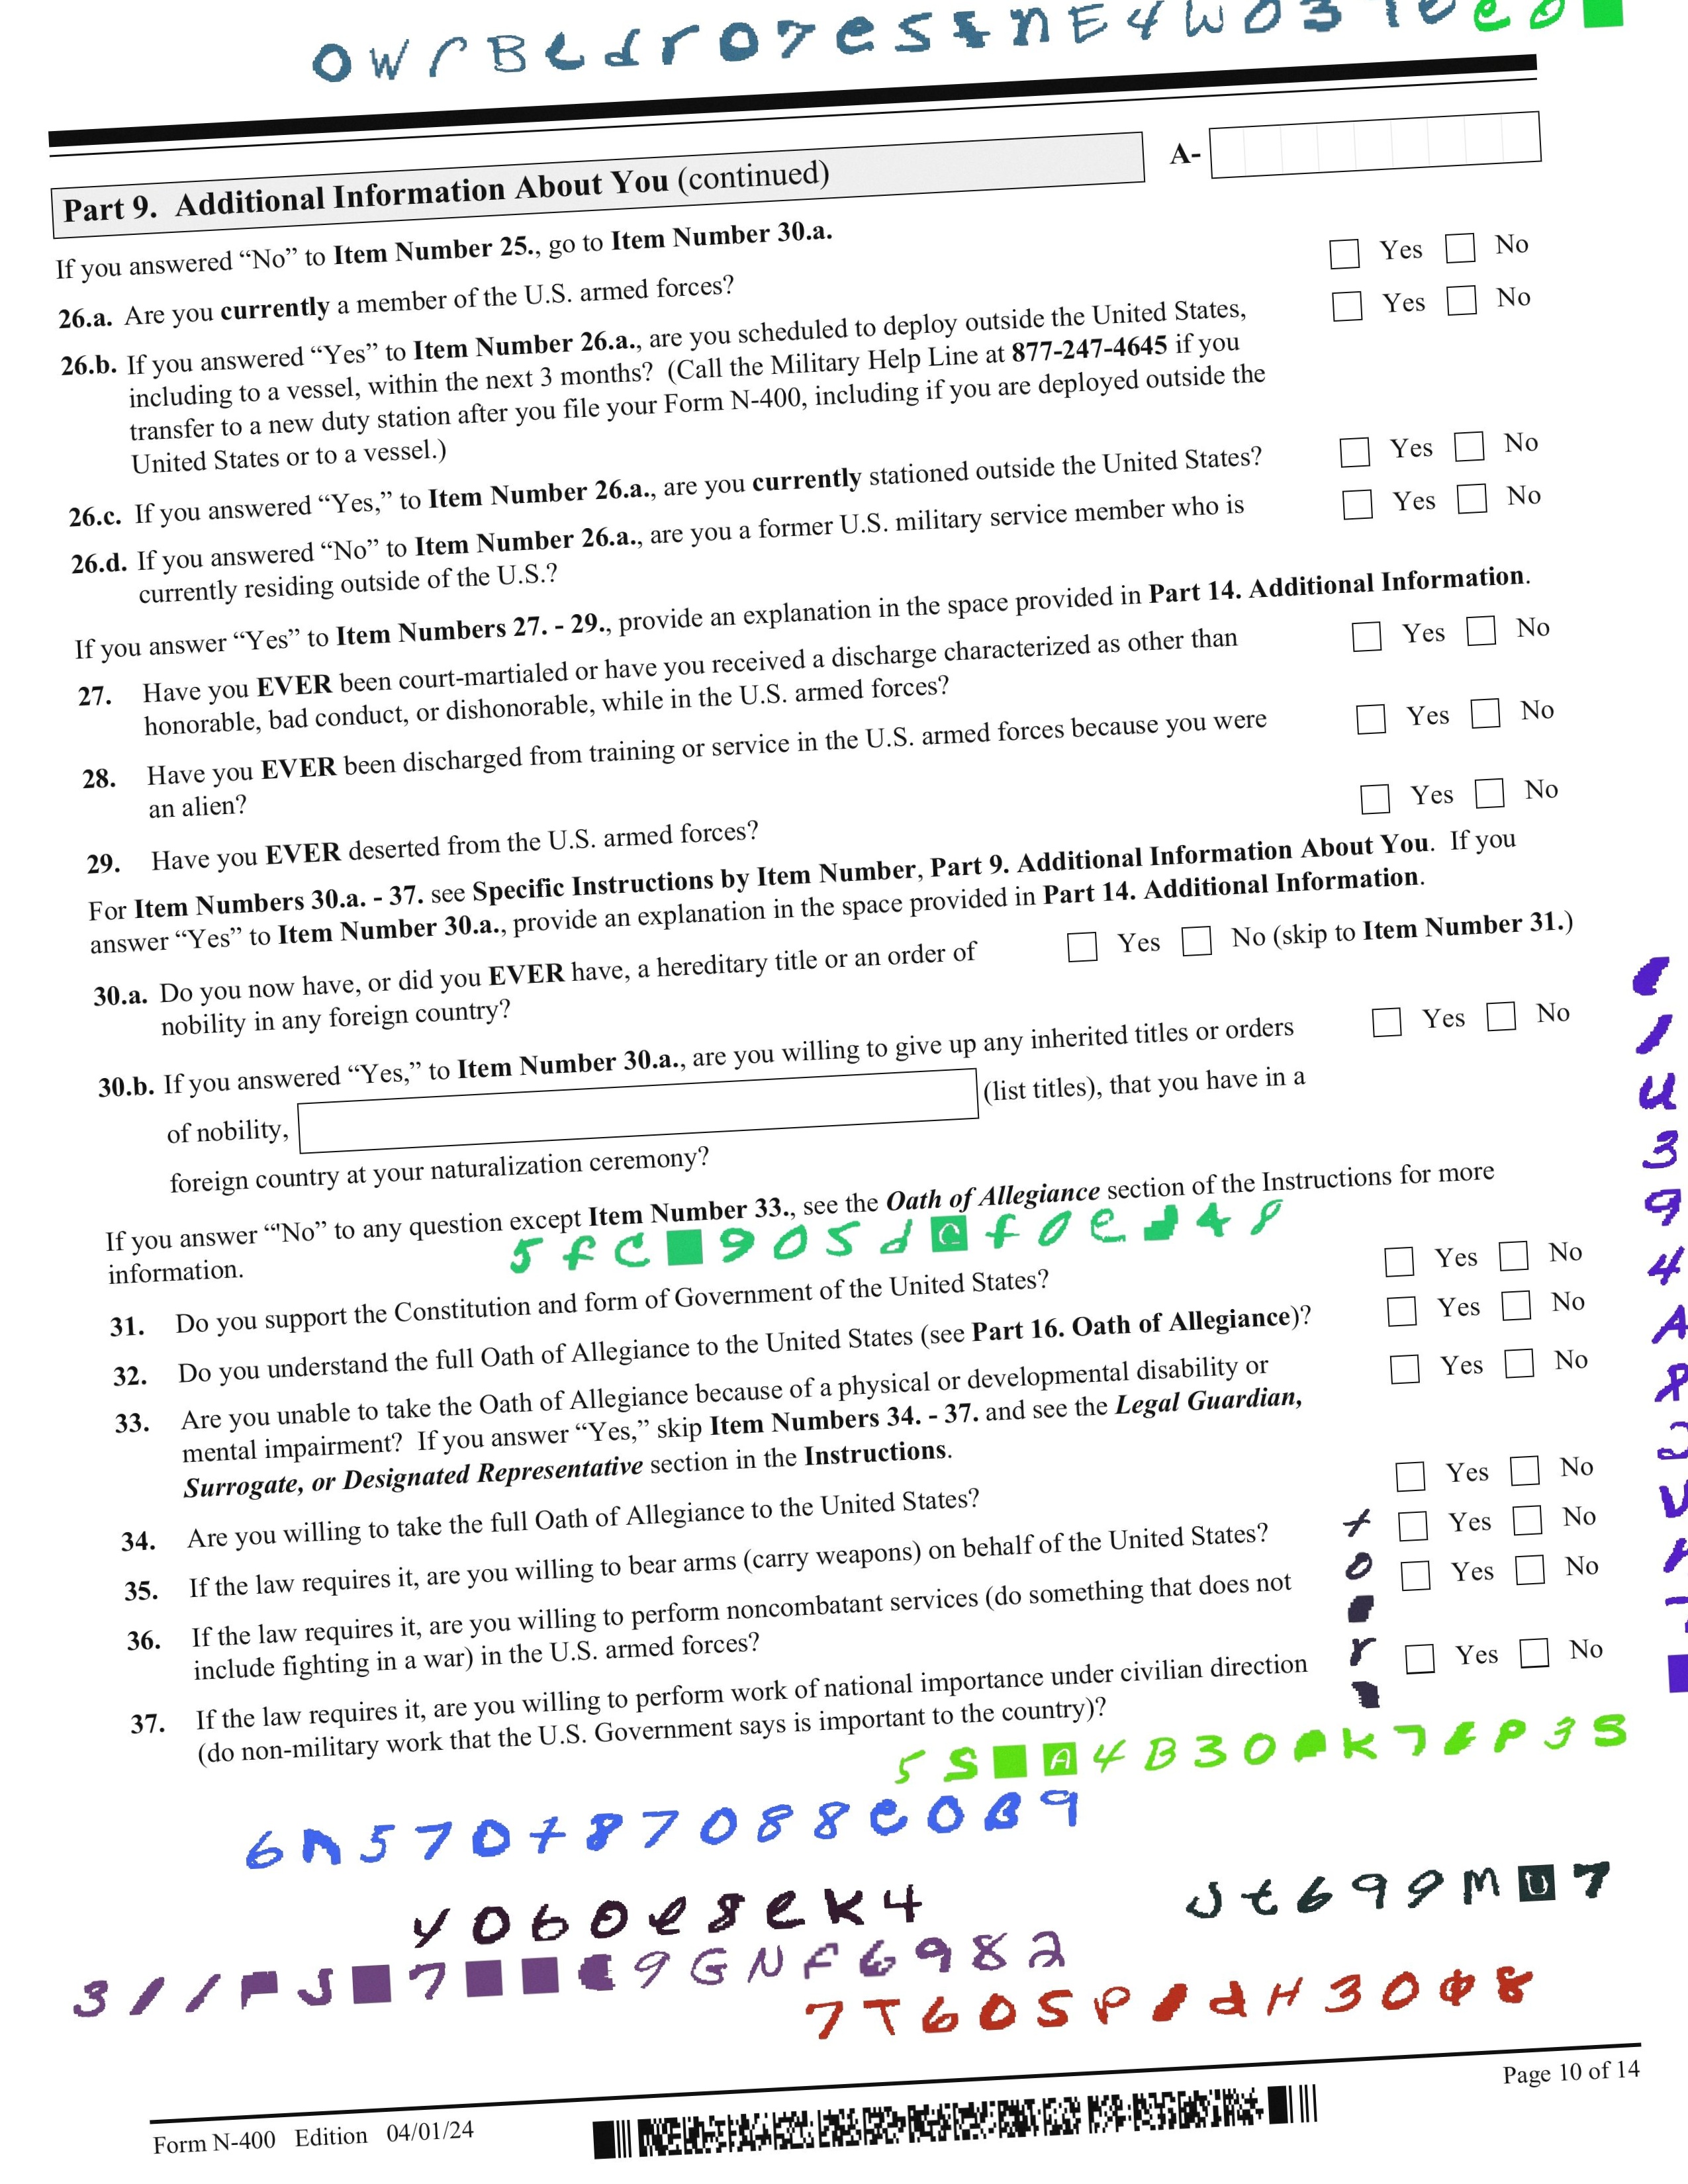 Part 9. Additional Information About You (continued)
A-
If you answered “No” to Item Number 25., go to Item Number 30.a.
26.a. Are you currently a member of the U.S. armed forces? Yes No
26.b. If you answered “Yes” to Item Number 26.a., are you scheduled to deploy outside the United States, Yes No
including to a vessel, within the next 3 months? (Call the Military Help Line at 877-247-4645 if you
transfer to a new duty station after you file your Form N-400, including if you are deployed outside the
United States or to a vessel.)
26.c. If you answered “Yes,” to Item Number 26.a., are you currently stationed outside the United States? Yes No
26.d. If you answered “No” to Item Number 26.a., are you a former U.S. military service member who is Yes No
currently residing outside of the U.S.?
If you answer “Yes” to Item Numbers 27. - 29., provide an explanation in the space provided in Part 14. Additional Information.
27. Have you EVER been court-martialed or have you received a discharge characterized as other than Yes No
honorable, bad conduct, or dishonorable, while in the U.S. armed forces?
28. Have you EVER been discharged from training or service in the U.S. armed forces because you were Yes No
an alien?
29. Have you EVER deserted from the U.S. armed forces? Yes No
For Item Numbers 30.a. - 37. see Specific Instructions by Item Number, Part 9. Additional Information About You. If you
answer “Yes” to Item Number 30.a., provide an explanation in the space provided in Part 14. Additional Information.
30.a. Do you now have, or did you EVER have, a hereditary title or an order of Yes No (skip to Item Number 31.)
nobility in any foreign country?
30.b. If you answered “Yes,” to Item Number 30.a., are you willing to give up any inherited titles or orders Yes No
of nobility, (list titles), that you have in a
foreign country at your naturalization ceremony?
If you answer “"No” to any question except Item Number 33., see the Oath of Allegiance section of the Instructions for more
information.
31. Do you support the Constitution and form of Government of the United States? Yes No
32. Do you understand the full Oath of Allegiance to the United States (see Part 16. Oath of Allegiance)? Yes No
33. Are you unable to take the Oath of Allegiance because of a physical or developmental disability or Yes No
mental impairment? If you answer “Yes,” skip Item Numbers 34. - 37. and see the Legal Guardian,
Surrogate, or Designated Representative section in the Instructions.
34. Are you willing to take the full Oath of Allegiance to the United States? Yes No
35. If the law requires it, are you willing to bear arms (carry weapons) on behalf of the United States? Yes No
36. If the law requires it, are you willing to perform noncombatant services (do something that does not Yes No
include fighting in a war) in the U.S. armed forces?
37. If the law requires it, are you willing to perform work of national importance under civilian direction Yes No
(do non-military work that the U.S. Government says is important to the country)?
Form N-400 Edition 04/01/24
Page 10 of 14